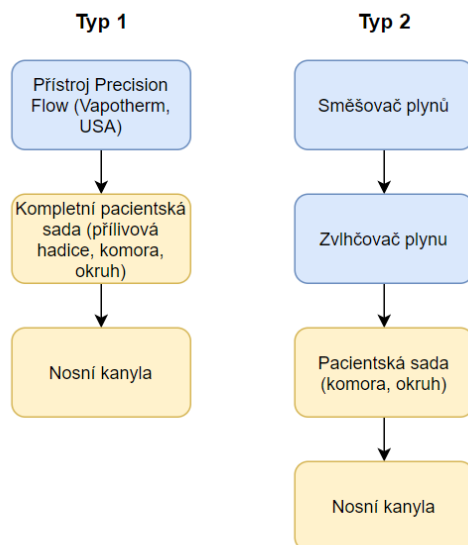 Typ 1
Přístroj Precision
Flow (Vapotherm,
USA)
Kompletní pacientská
sada (přílivová
hadice, komora,
okruh)
Nosní kanyla
Typ 2
Směšovač plynů
Zvlhčovač plynu
Pacientská sada
(komora, okruh)
Nosní kanyla